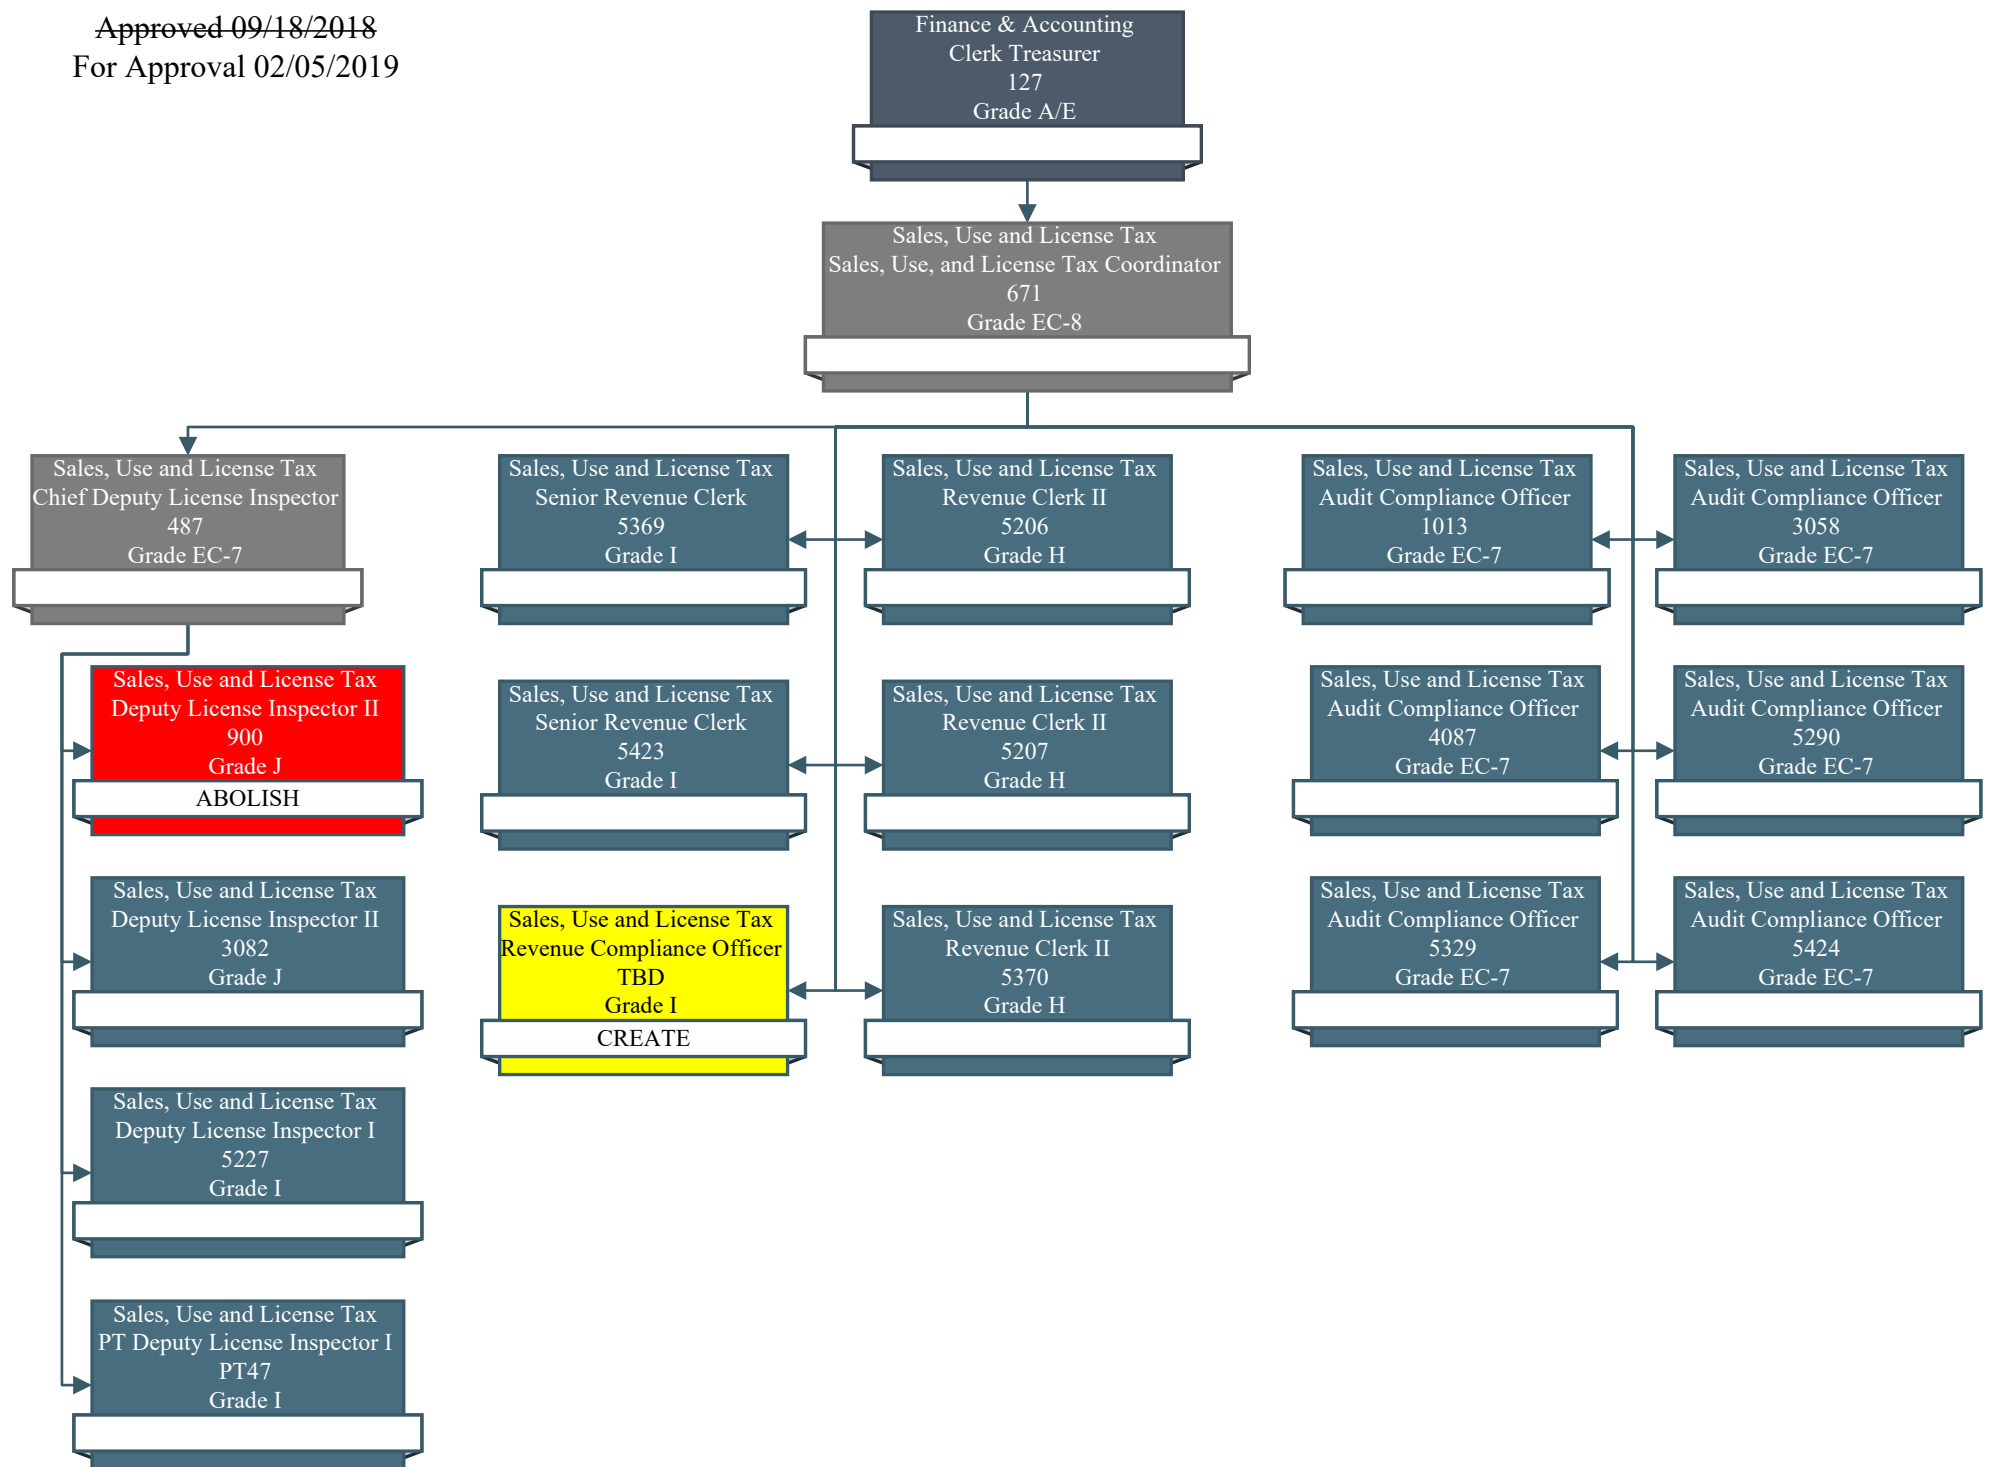 Approved 09/18/2018
For Approval 02/05/2019
Finance & Accounting
Clerk Treasurer
127
Grade A/E
Sales, Use and License Tax
Sales, Use, and License Tax Coordinator
671
Grade EC-8
Sales, Use and License Tax
Chief Deputy License Inspector
487
Grade EC-7
Sales, Use and License Tax
Deputy License Inspector II
900
Grade J
ABOLISH
Sales, Use and License Tax
Deputy License Inspector II
3082
Grade J
Sales, Use and License Tax
Deputy License Inspector I
5227
Grade I
Sales, Use and License Tax
PT Deputy License Inspector I
PT47
Grade I
Sales, Use and License Tax
Senior Revenue Clerk
5369
Grade I
Sales, Use and License Tax
Revenue Clerk II
5206
Grade H
Sales, Use and License Tax
Senior Revenue Clerk
5423
Grade I
Sales, Use and License Tax
Revenue Clerk II
5207
Grade H
Sales, Use and License Tax
Revenue Compliance Officer
TBD
Grade I
CREATE
Sales, Use and License Tax
Revenue Clerk II
5370
Grade H
Sales, Use and License Tax
Audit Compliance Officer
1013
Grade EC-7
Sales, Use and License Tax
Audit Compliance Officer
3058
Grade EC-7
Sales, Use and License Tax
Audit Compliance Officer
4087
Grade EC-7
Sales, Use and License Tax
Audit Compliance Officer
5290
Grade EC-7
Sales, Use and License Tax
Audit Compliance Officer
5329
Grade EC-7
Sales, Use and License Tax
Audit Compliance Officer
5424
Grade EC-7